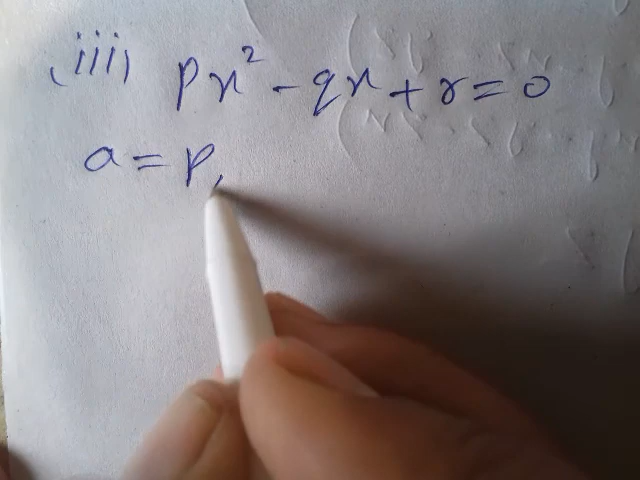 (iii) px² - qx + r = 0
a = p,